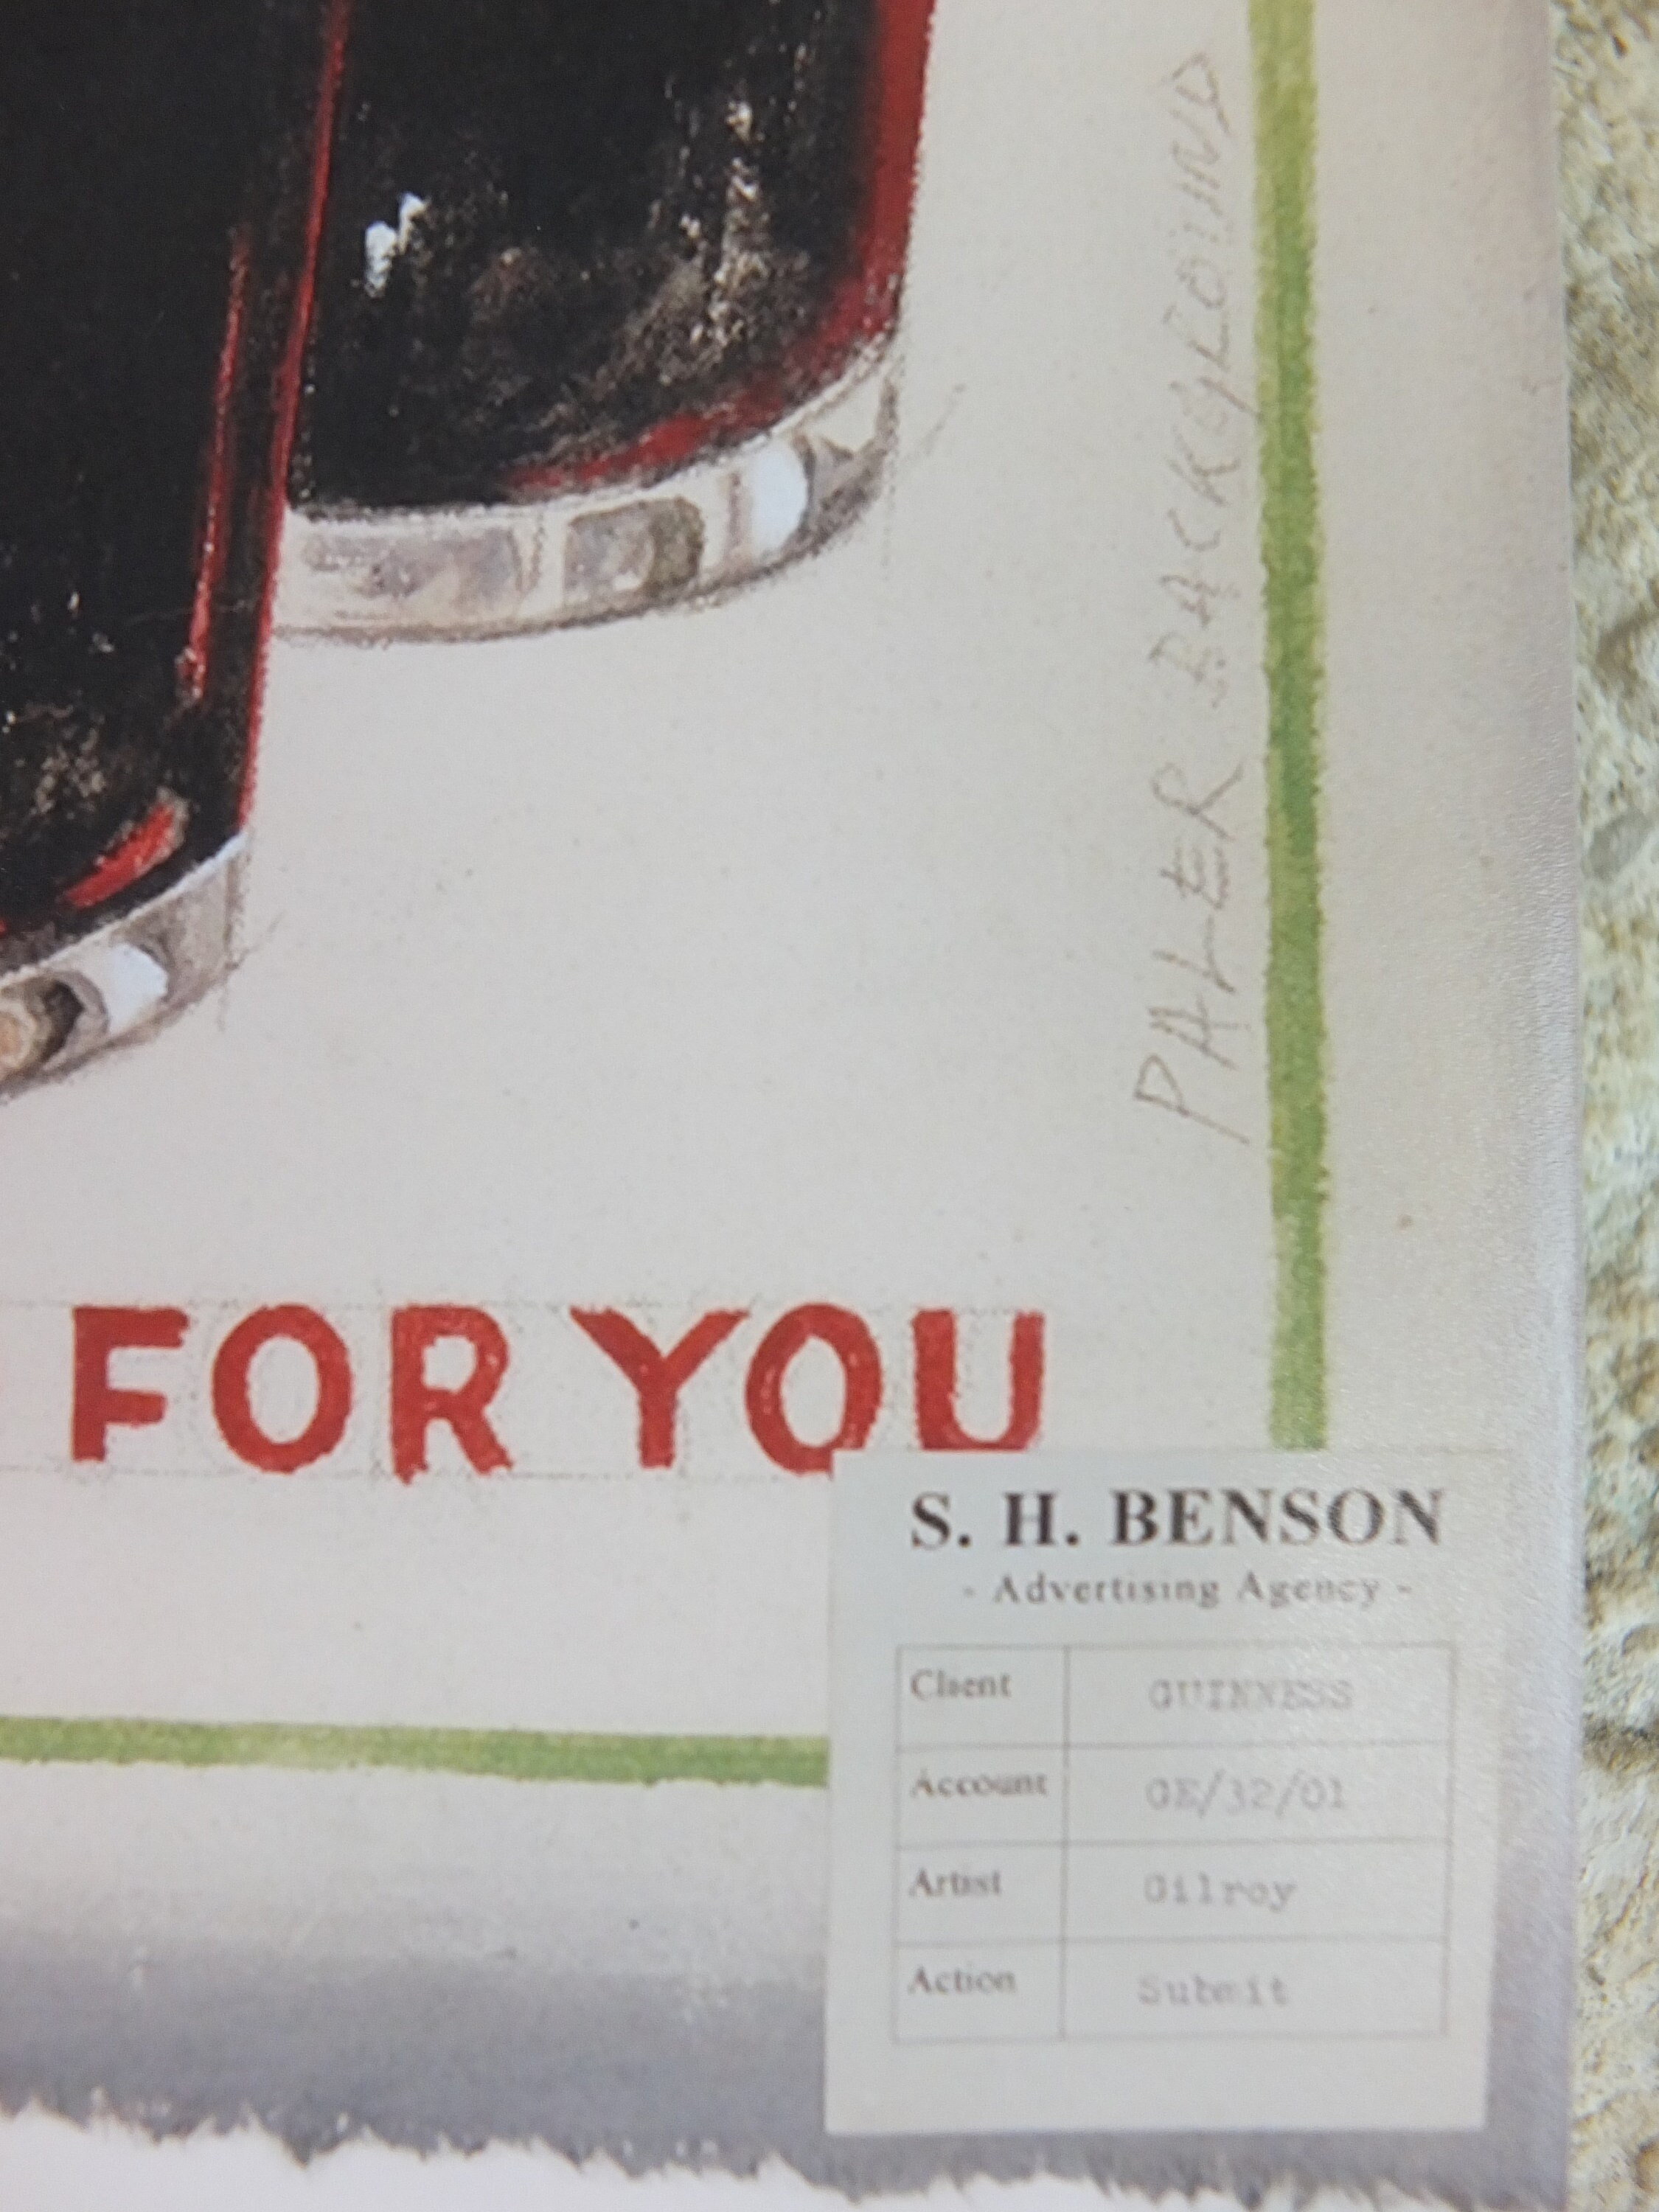 PALER BACKGROUND
FOR YOU
S. H. BENSON
- Advertising Agency -
Client GUINNESS
Account GE/32/01
Artist Gilroy
Action Submit